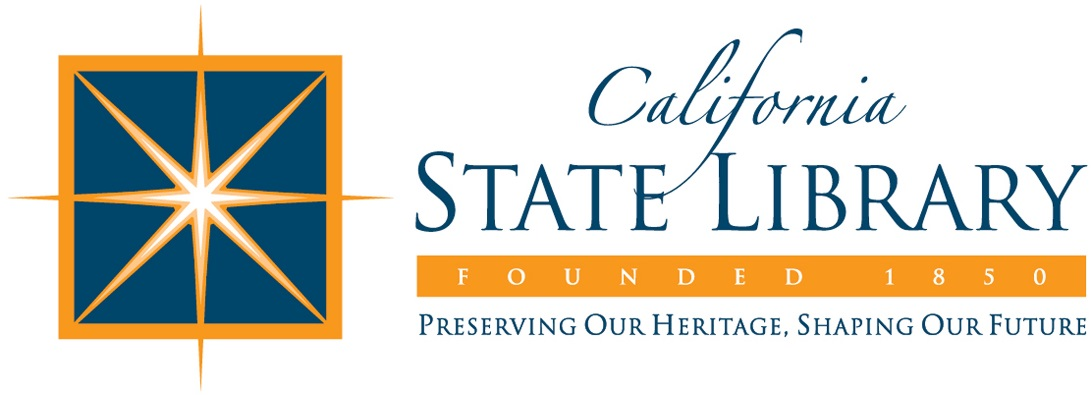 California
STATE LIBRARY
FOUNDED 1850
PRESERVING OUR HERITAGE, SHAPING OUR FUTURE